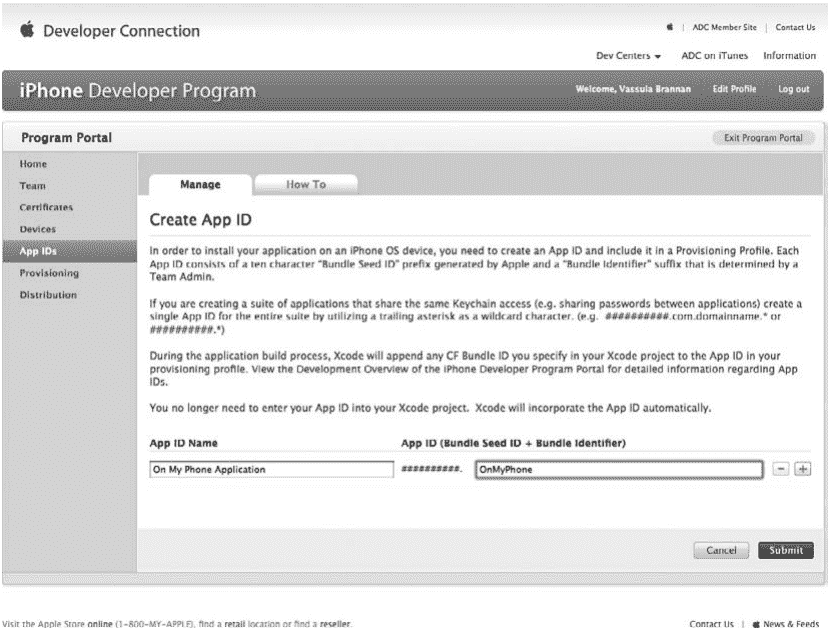 Developer Connection
ADC Member Site | Contact Us
Dev Centers ADC on iTunes Information
iPhone Developer Program
Welcome, Vassula Brannan Edit Profile Log out
Program Portal
Exit Program Portal
Home
Team
Certificates
Devices
App IDs
Provisioning
Distribution
Manage How To
Create App ID
In order to install your application on an iPhone OS device, you need to create an App ID and include it in a Provisioning Profile. Each
App ID consists of a ten character "Bundle Seed ID" prefix generated by Apple and a "Bundle Identifier" suffix that is determined by a
Team Admin.
If you are creating a suite of applications that share the same Keychain access (e.g. sharing passwords between applications) create a
single App ID for the entire suite by utilizing a trailing asterisk as a wildcard character. (e.g. ##########.com.domainname.* or
##########.*)
During the application build process, Xcode will append any CF Bundle ID you specify in your Xcode project to the App ID in your
provisioning profile. View the Development Overview of the iPhone Developer Program Portal for detailed information regarding App
IDs.
You no longer need to enter your App ID into your Xcode project. Xcode will incorporate the App ID automatically.
App ID Name App ID (Bundle Seed ID + Bundle Identifier)
On My Phone Application ##########. OnMyPhone − +
Cancel Submit
Visit the Apple Store online (1-800-MY-APPLE), find a retail location or find a reseller.
Contact Us | News & Feeds